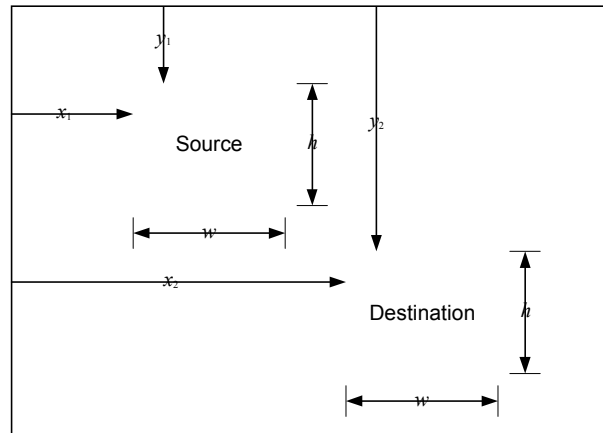 y₁
x₁
y₂
Source
h
w
x₂
Destination
h
w